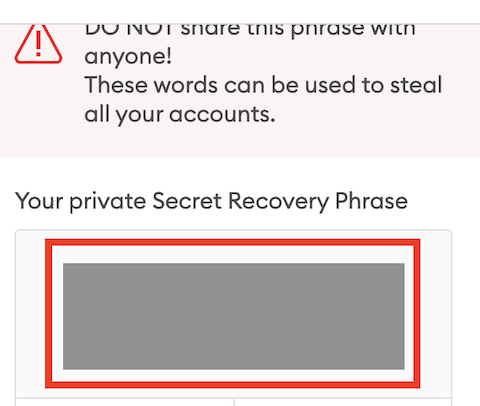 DO NOT share this phrase with
anyone!
These words can be used to steal
all your accounts.
Your private Secret Recovery Phrase